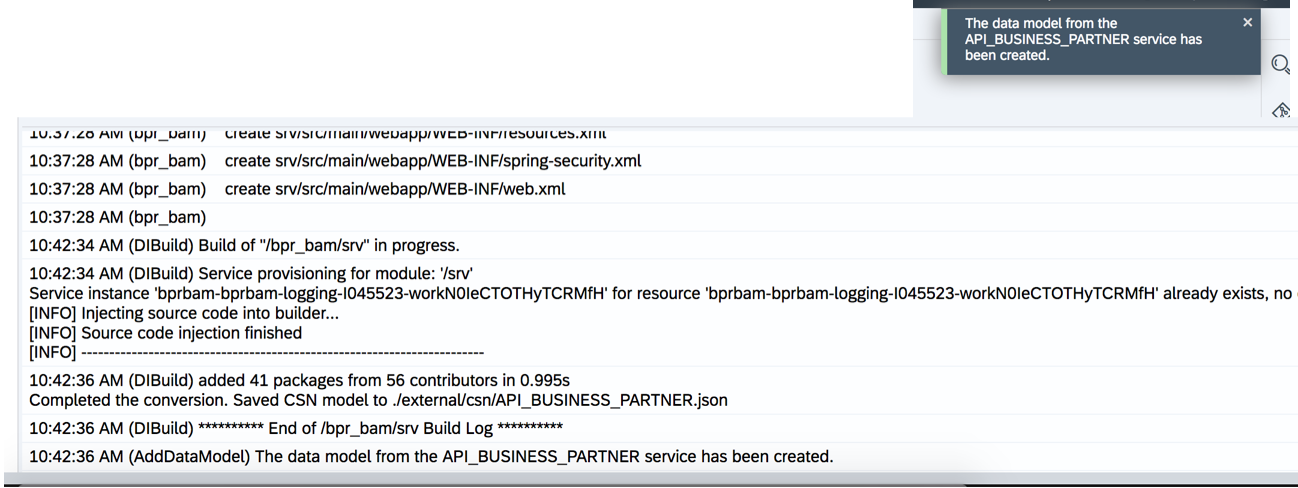 The data model from the
API_BUSINESS_PARTNER service has
been created.
10:37:28 AM (bpr_bam) create srv/src/main/webapp/WEB-INF/resources.xml
10:37:28 AM (bpr_bam) create srv/src/main/webapp/WEB-INF/spring-security.xml
10:37:28 AM (bpr_bam) create srv/src/main/webapp/WEB-INF/web.xml
10:37:28 AM (bpr_bam)
10:42:34 AM (DIBuild) Build of "/bpr_bam/srv" in progress.
10:42:34 AM (DIBuild) Service provisioning for module: '/srv'
Service instance 'bprbam-bprbam-logging-I045523-workN0IeCTOTHyTCRMfH' for resource 'bprbam-bprbam-logging-I045523-workN0IeCTOTHyTCRMfH' already exists, no
[INFO] Injecting source code into builder...
[INFO] Source code injection finished
[INFO] ------------------------------------------------------------------------
10:42:36 AM (DIBuild) added 41 packages from 56 contributors in 0.995s
Completed the conversion. Saved CSN model to ./external/csn/API_BUSINESS_PARTNER.json
10:42:36 AM (DIBuild) ********** End of /bpr_bam/srv Build Log **********
10:42:36 AM (AddDataModel) The data model from the API_BUSINESS_PARTNER service has been created.